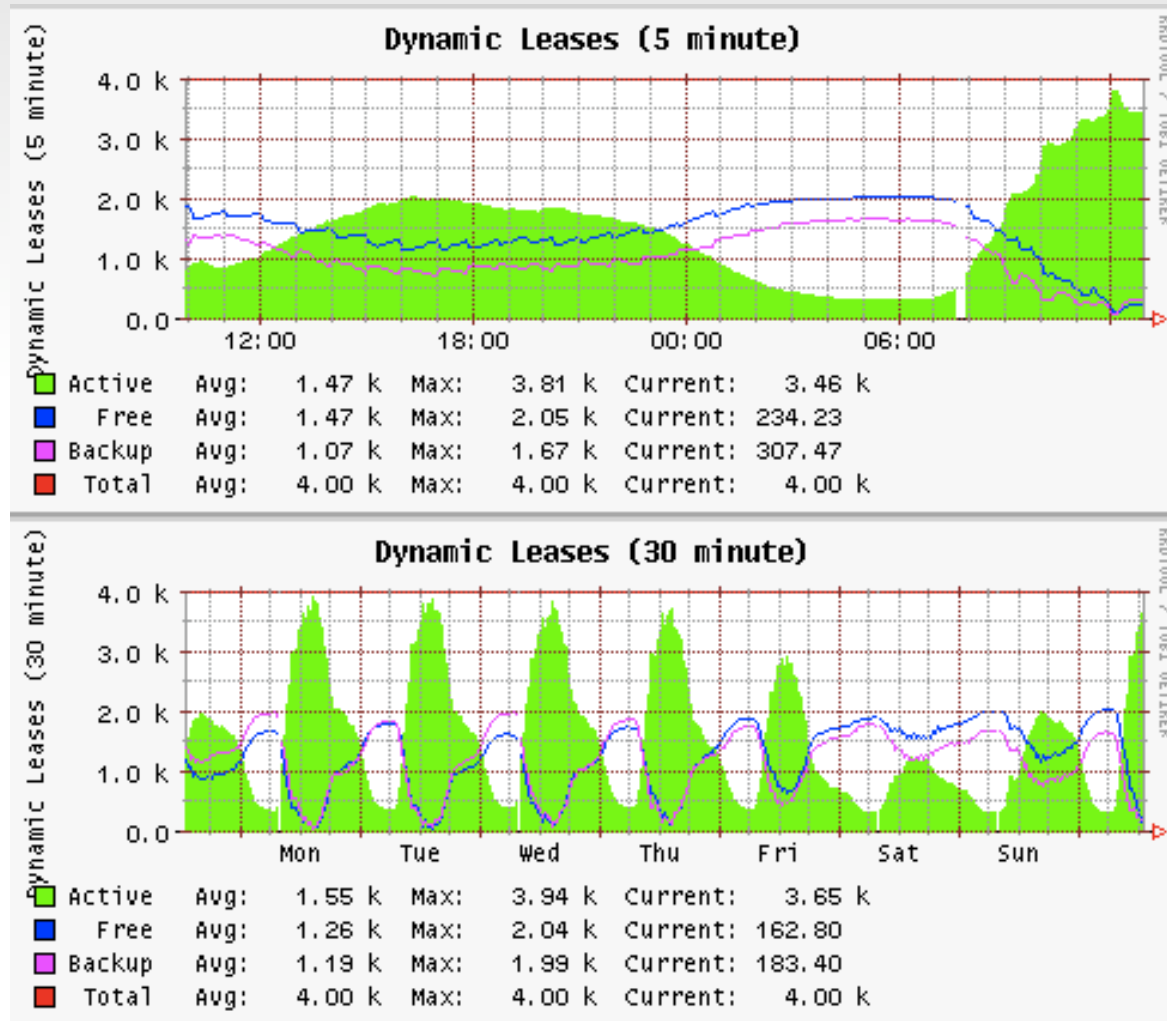 Dynamic Leases (5 minute)
Dynamic Leases (5 minute)
4.0 k
3.0 k
2.0 k
1.0 k
0.0
12:00 18:00 00:00 06:00
Active Avg: 1.47 k Max: 3.81 k Current: 3.46 k
Free Avg: 1.47 k Max: 2.05 k Current: 234.23
Backup Avg: 1.07 k Max: 1.67 k Current: 307.47
Total Avg: 4.00 k Max: 4.00 k Current: 4.00 k
Dynamic Leases (30 minute)
Dynamic Leases (30 minute)
4.0 k
3.0 k
2.0 k
1.0 k
0.0
Mon Tue Wed Thu Fri Sat Sun
Active Avg: 1.55 k Max: 3.94 k Current: 3.65 k
Free Avg: 1.26 k Max: 2.04 k Current: 162.80
Backup Avg: 1.19 k Max: 1.99 k Current: 183.40
Total Avg: 4.00 k Max: 4.00 k Current: 4.00 k